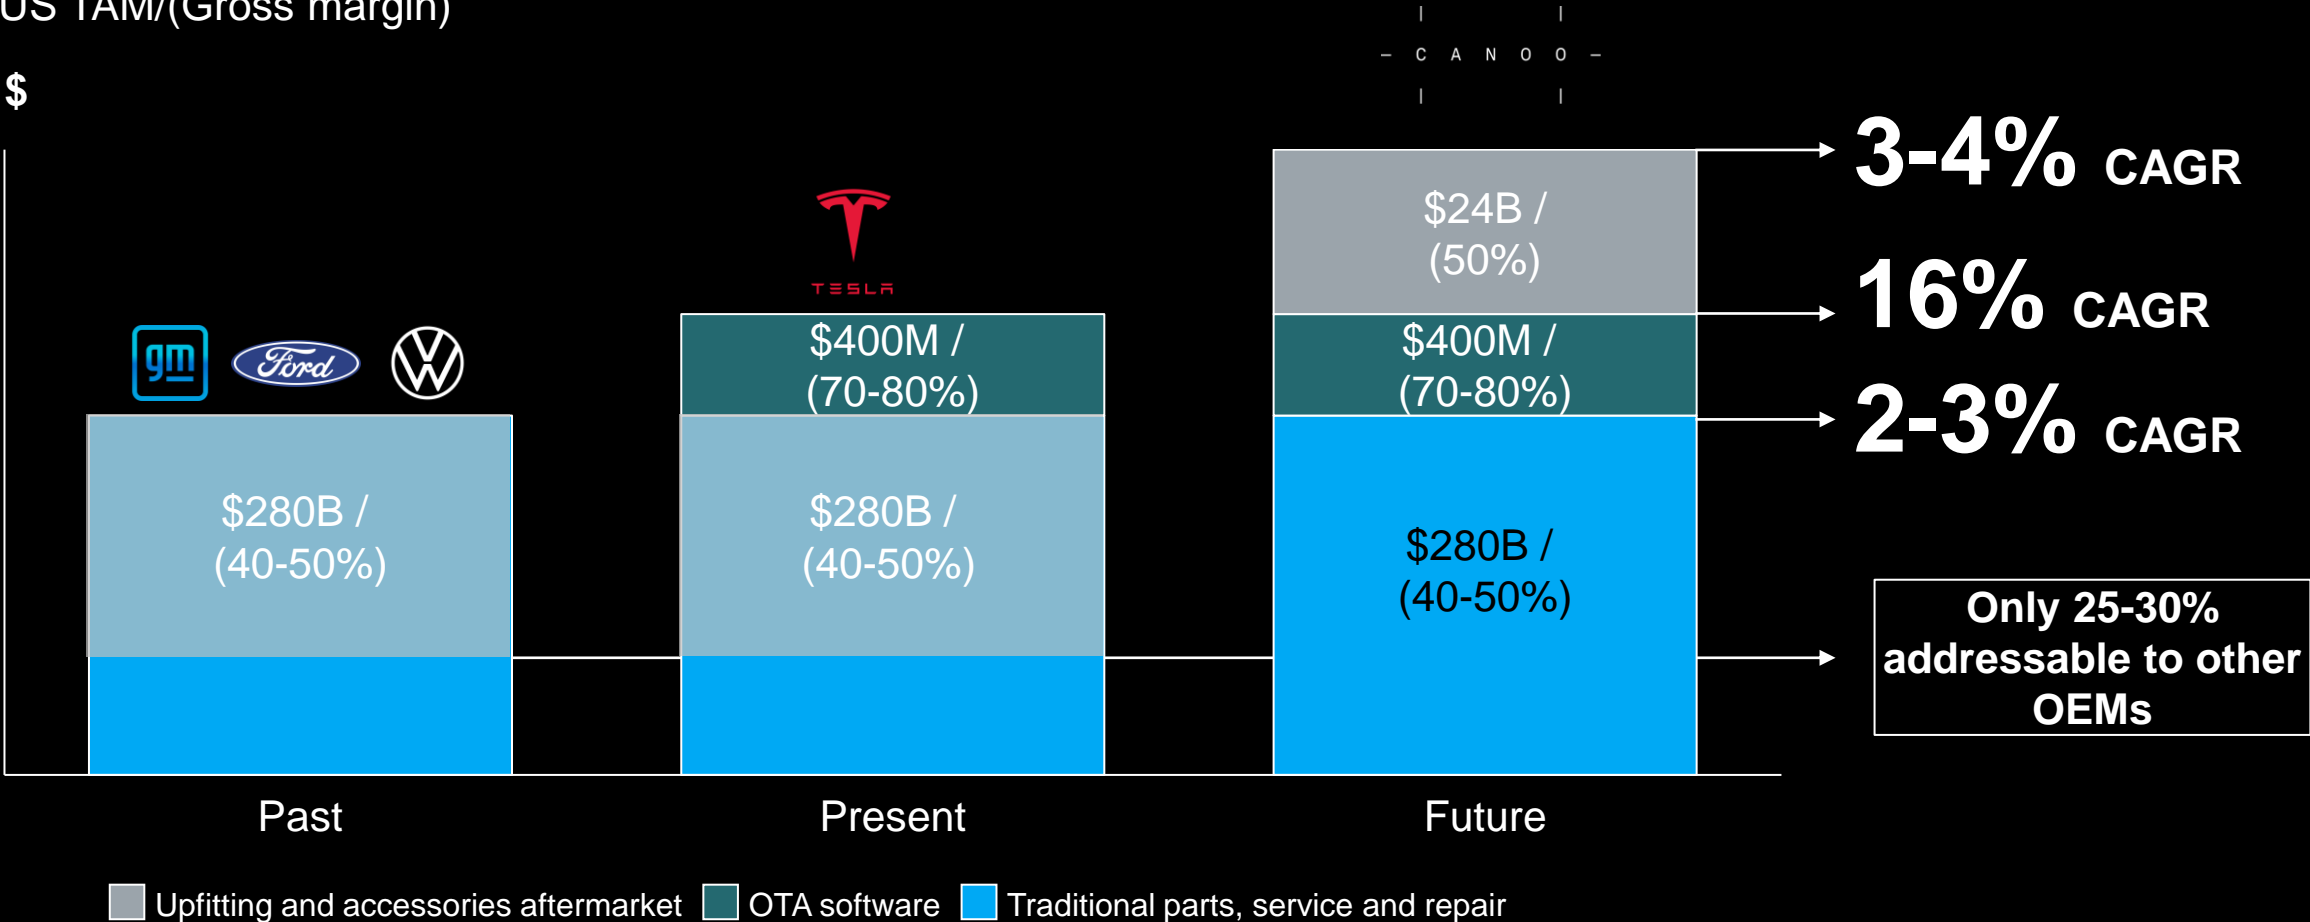 US TAM/(Gross margin)
$
– C A N O O –
3-4% CAGR
$24B /
(50%)
TESLA
16% CAGR
gm
Ford
$400M /
(70-80%)
$400M /
(70-80%)
2-3% CAGR
$280B /
(40-50%)
$280B /
(40-50%)
$280B /
(40-50%)
Only 25-30%
addressable to other
OEMs
Past
Present
Future
Upfitting and accessories aftermarket
OTA software
Traditional parts, service and repair